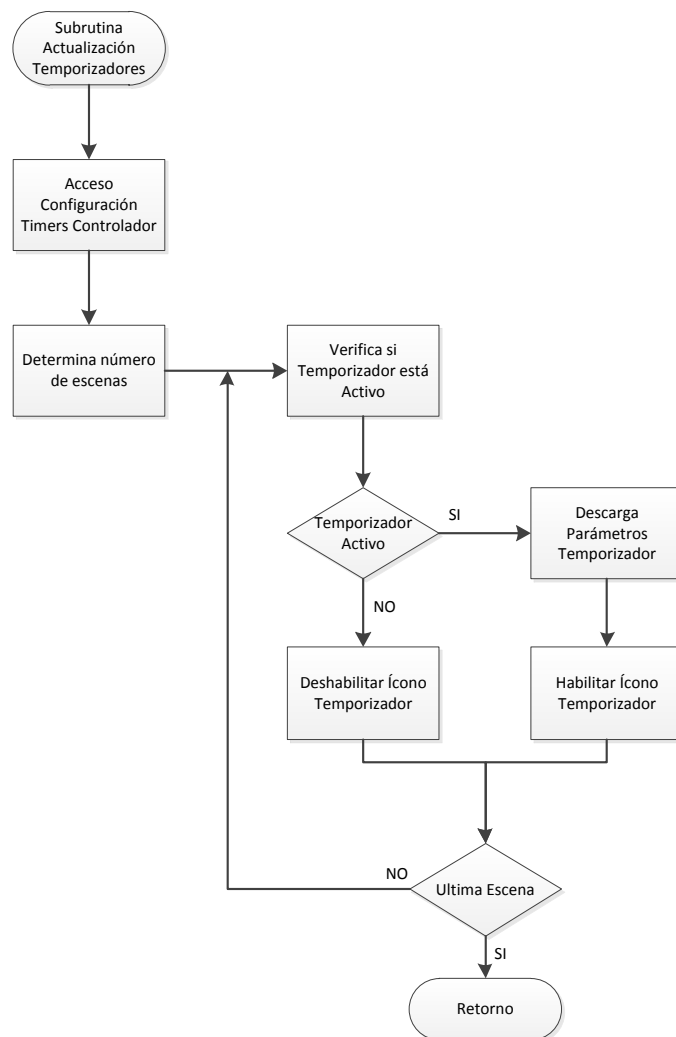 Subrutina
Actualización
Temporizadores
Acceso
Configuración
Timers Controlador
Determina número
de escenas
Verifica si
Temporizador está
Activo
Temporizador
Activo
SI
Descarga
Parámetros
Temporizador
NO
Deshabilitar Ícono
Temporizador
Habilitar Ícono
Temporizador
NO
Ultima Escena
SI
Retorno